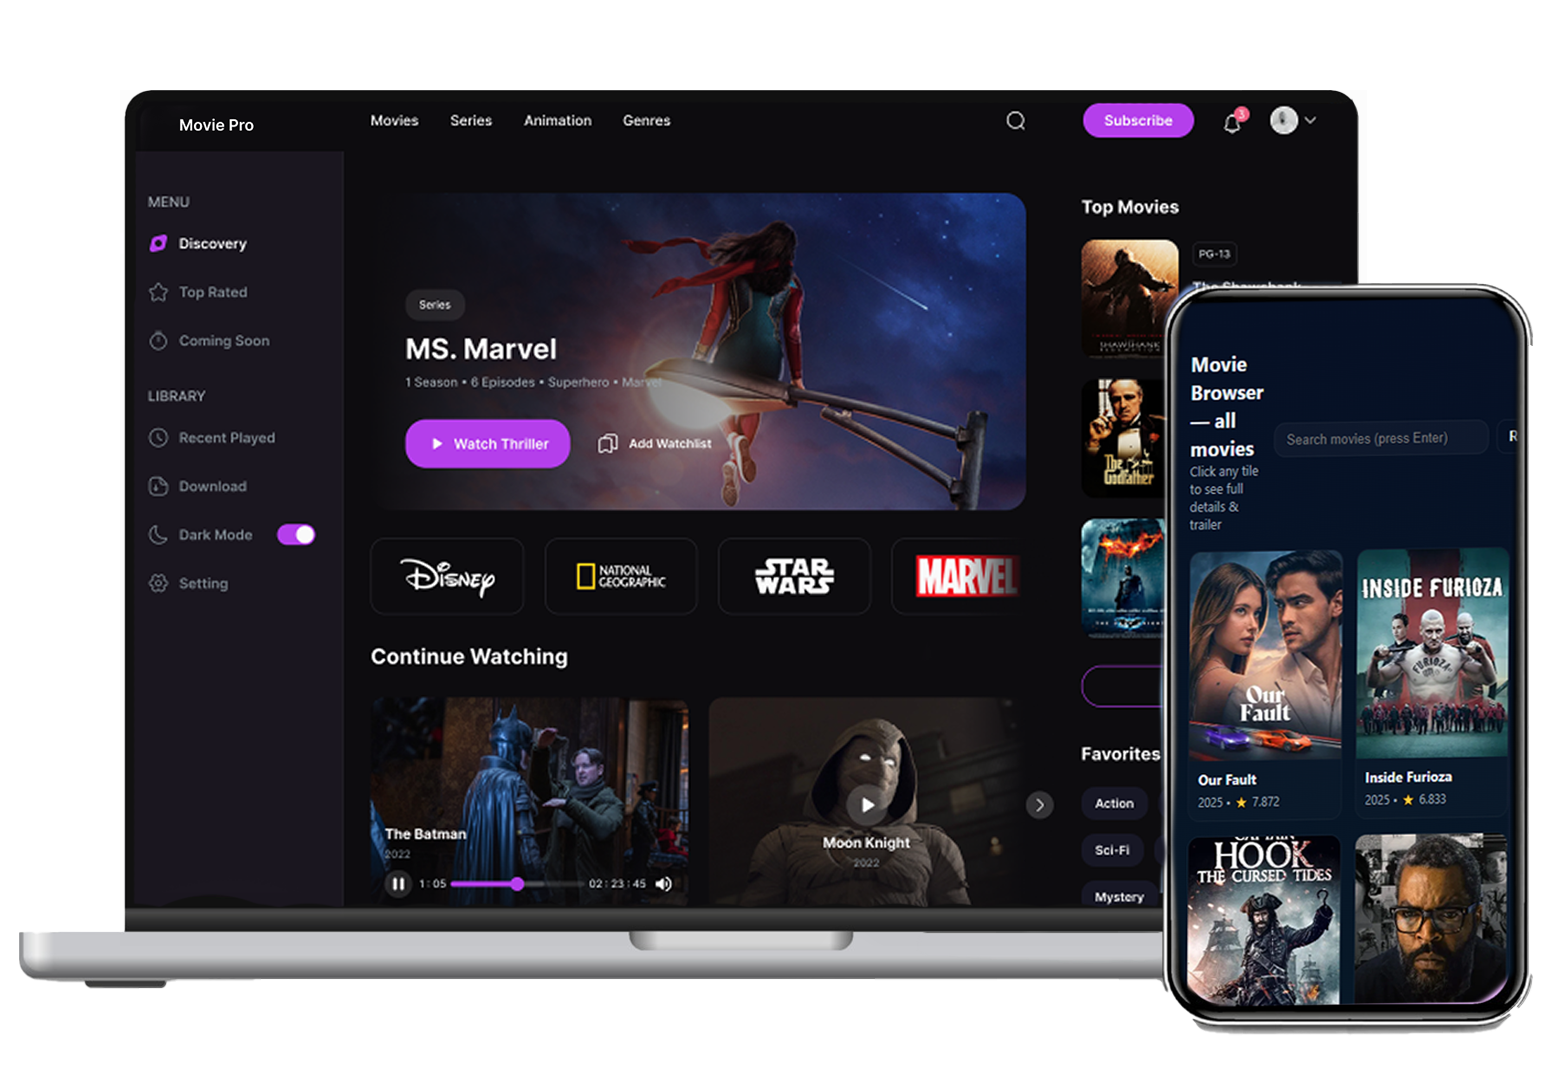 Movie Pro
Movies
Series
Animation
Genres
Subscribe
3
MENU
Discovery
Top Rated
Coming Soon
LIBRARY
Recent Played
Download
Dark Mode
Setting
Series
MS. Marvel
1 Season • 6 Episodes • Superhero • Marvel
Watch Thriller
Add Watchlist
DISNEY
NATIONAL
GEOGRAPHIC
STAR
WARS
MARVEL
Continue Watching
The Batman
2022
1:05
02:23:45
Moon Knight
2022
Top Movies
PG-13
The Shawshank
SHAWSHANK
REDEMPTION
The
Godfather
Favorites
Action
Sci-Fi
Mystery
Movie
Browser
— all
movies
Click any tile
to see full
details &
trailer
Search movies (press Enter)
R
Our
Fault
Our Fault
2025 • ★ 7.872
INSIDE FURIOZA
FURIOZA
Inside Furioza
2025 • ★ 6.833
CAPTAIN
HOOK
THE CURSED TIDES